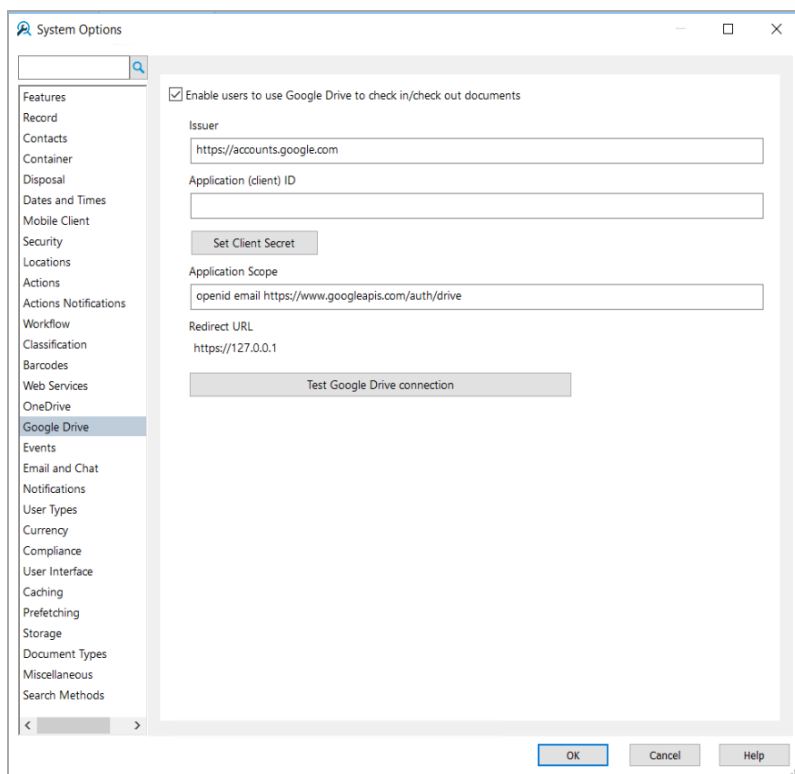 System Options
Features
Record
Contacts
Container
Disposal
Dates and Times
Mobile Client
Security
Locations
Actions
Actions Notifications
Workflow
Classification
Barcodes
Web Services
OneDrive
Google Drive
Events
Email and Chat
Notifications
User Types
Currency
Compliance
User Interface
Caching
Prefetching
Storage
Document Types
Miscellaneous
Search Methods
Enable users to use Google Drive to check in/check out documents
Issuer
https://accounts.google.com
Application (client) ID
Set Client Secret
Application Scope
openid email https://www.googleapis.com/auth/drive
Redirect URL
https://127.0.0.1
Test Google Drive connection
OK
Cancel
Help